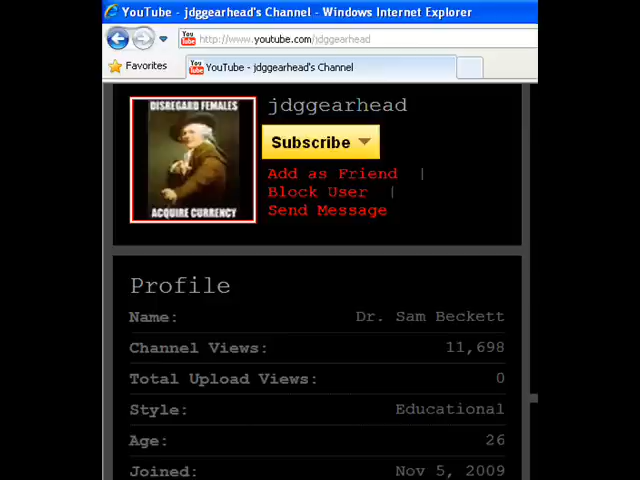 YouTube - jdggearhead's Channel - Windows Internet Explorer
http://www.youtube.com/jdggearhead
Favorites
YouTube - jdggearhead's Channel
DISREGARD FEMALES
ACQUIRE CURRENCY
jdggearhead
Subscribe
Add as Friend |
Block User |
Send Message
Profile
Name: Dr. Sam Beckett
Channel Views: 11,698
Total Upload Views: 0
Style: Educational
Age: 26
Joined: Nov 5, 2009